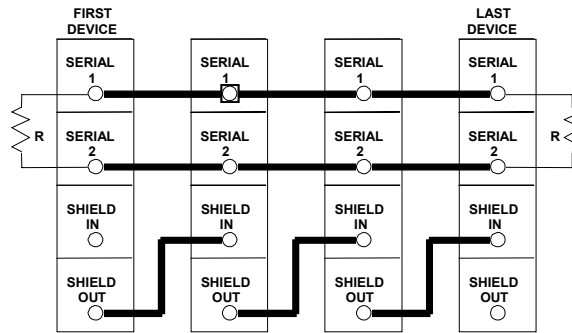 FIRST
DEVICE
LAST
DEVICE
SERIAL
1
SERIAL
1
SERIAL
1
SERIAL
1
R
SERIAL
2
SERIAL
2
SERIAL
2
SERIAL
2
R
SHIELD
IN
SHIELD
IN
SHIELD
IN
SHIELD
IN
SHIELD
OUT
SHIELD
OUT
SHIELD
OUT
SHIELD
OUT